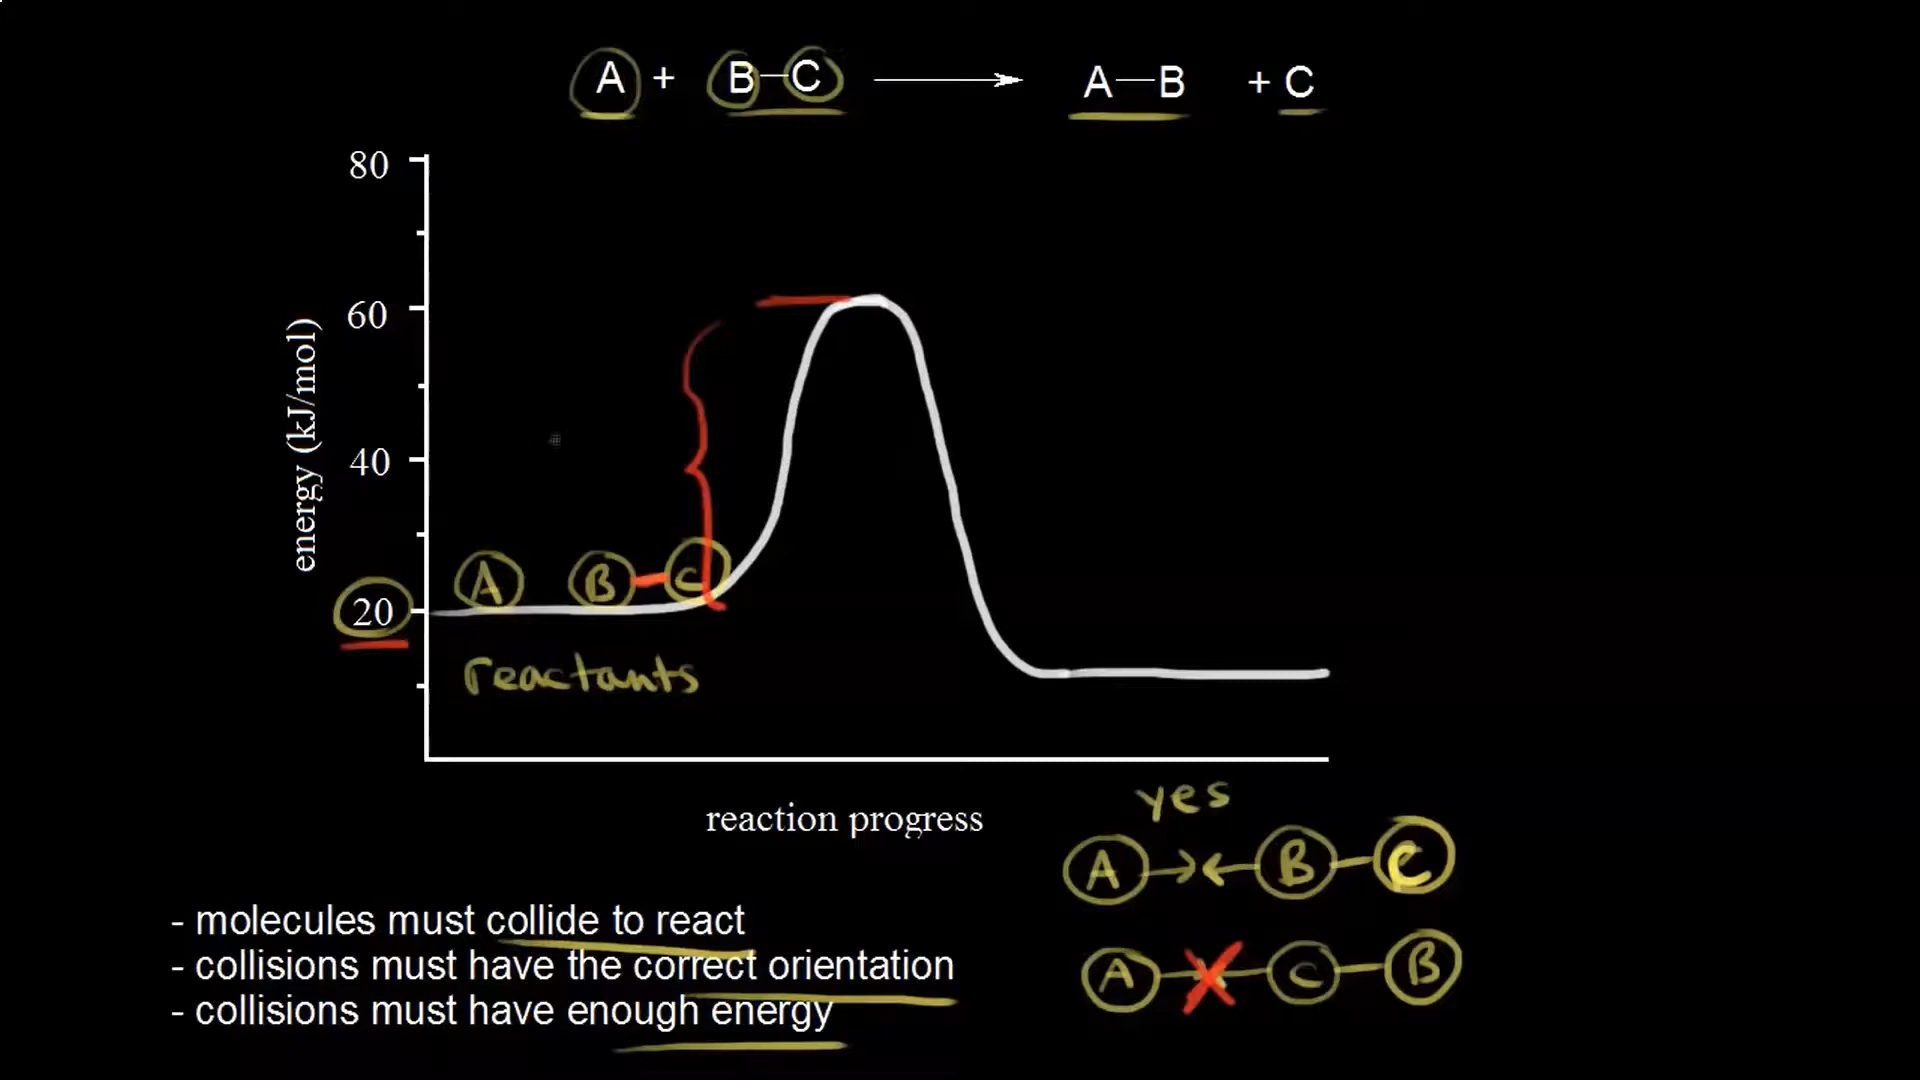 A + B—C → A—B + C
80
60
energy (kJ/mol)
40
A B C
20
reactants
reaction progress
yes
A B C
A C B
- molecules must collide to react
- collisions must have the correct orientation
- collisions must have enough energy